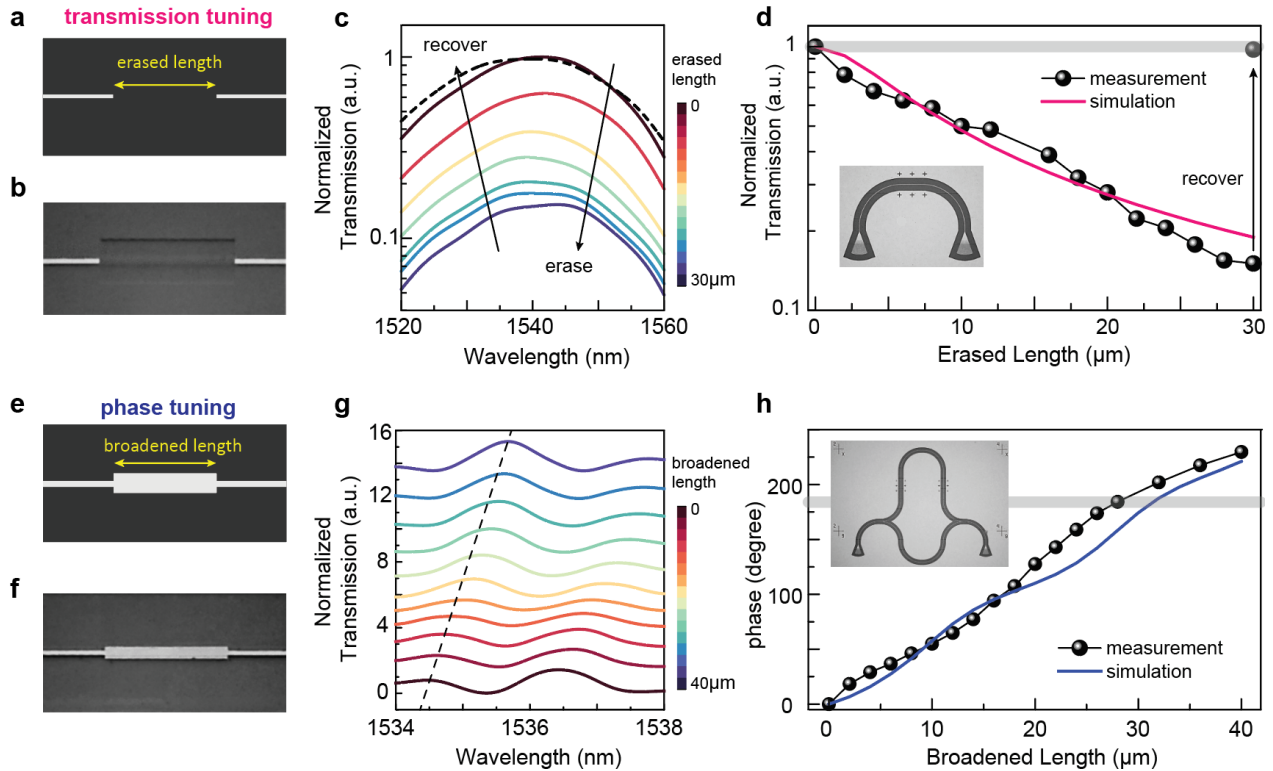 a
transmission tuning
erased length
b
c
Normalized
Transmission (a.u.)
1
0.1
recover
erase
1520
1540
1560
Wavelength (nm)
erased
length
0
30μm
d
Normalized
Transmission (a.u.)
1
0.1
measurement
simulation
recover
0
10
20
30
Erased Length (μm)
e
phase tuning
broadened length
f
g
Normalized
Transmission (a.u.)
16
12
8
4
0
1534
1536
1538
Wavelength (nm)
broadened
length
0
40μm
h
phase (degree)
200
100
0
measurement
simulation
0
10
20
30
40
Broadened Length (μm)